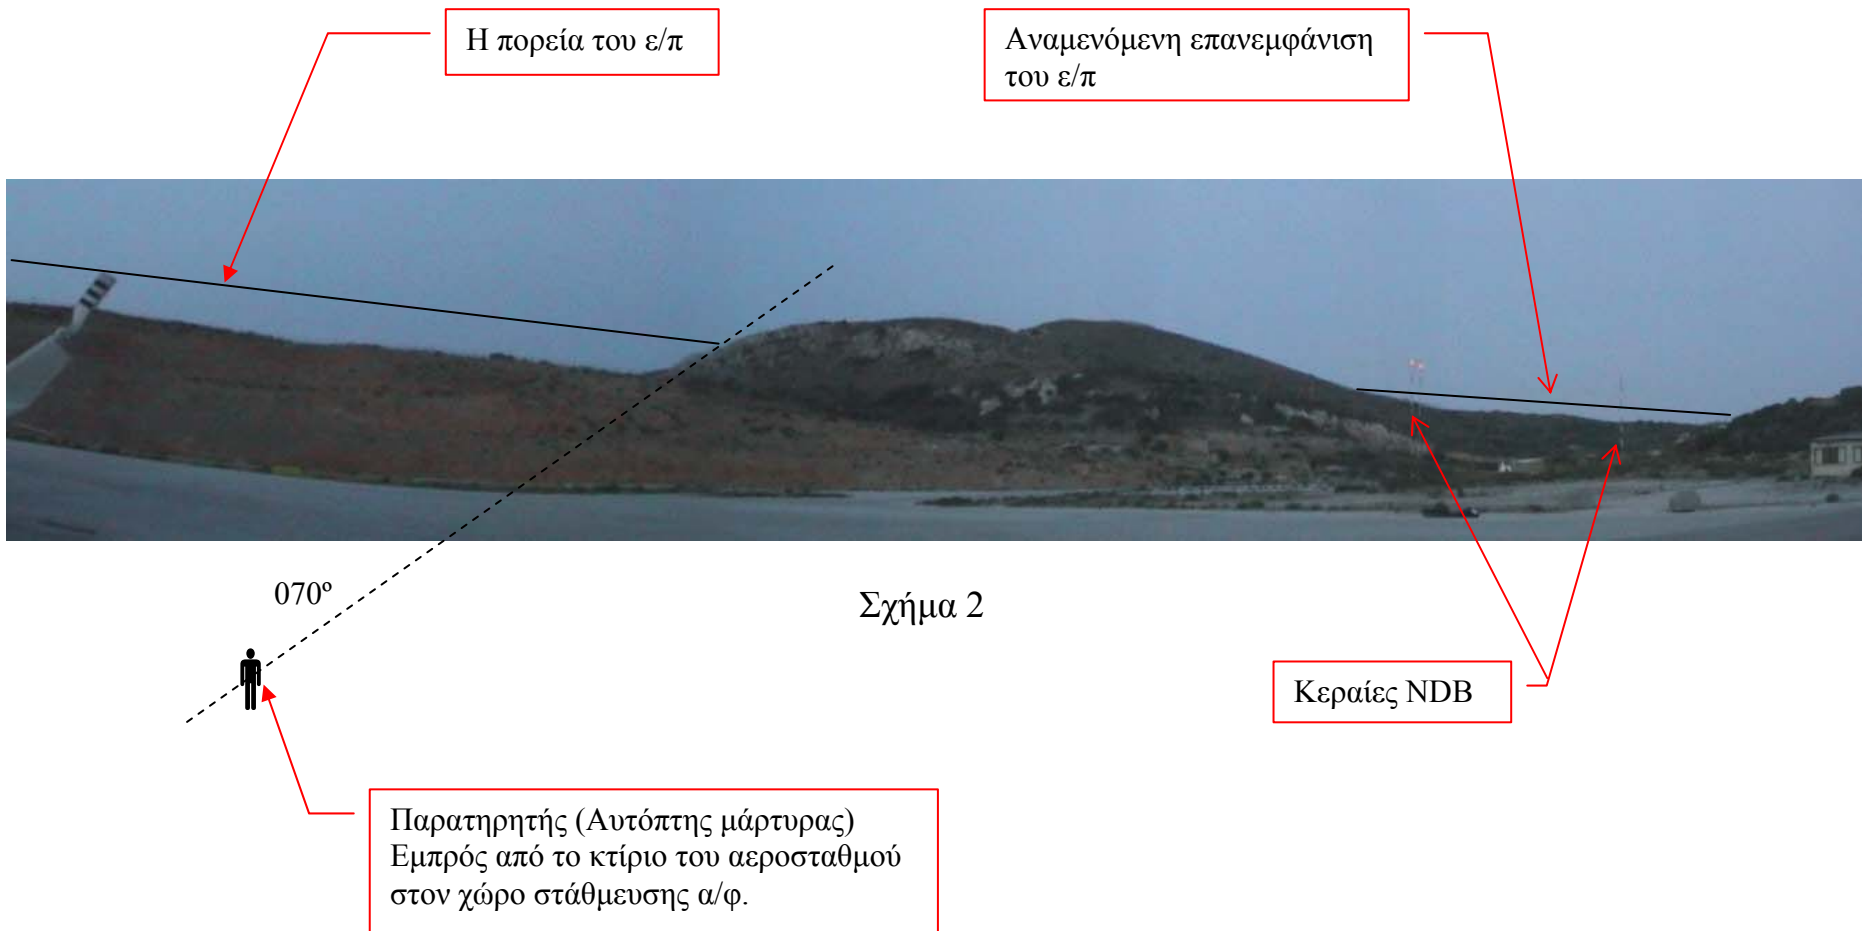 Η πορεία του ε/π
Αναμενόμενη επανεμφάνιση
του ε/π
070º
Σχήμα 2
Κεραίες NDB
Παρατηρητής (Αυτόπτης μάρτυρας)
Εμπρός από το κτίριο του αεροσταθμού
στον χώρο στάθμευσης α/φ.